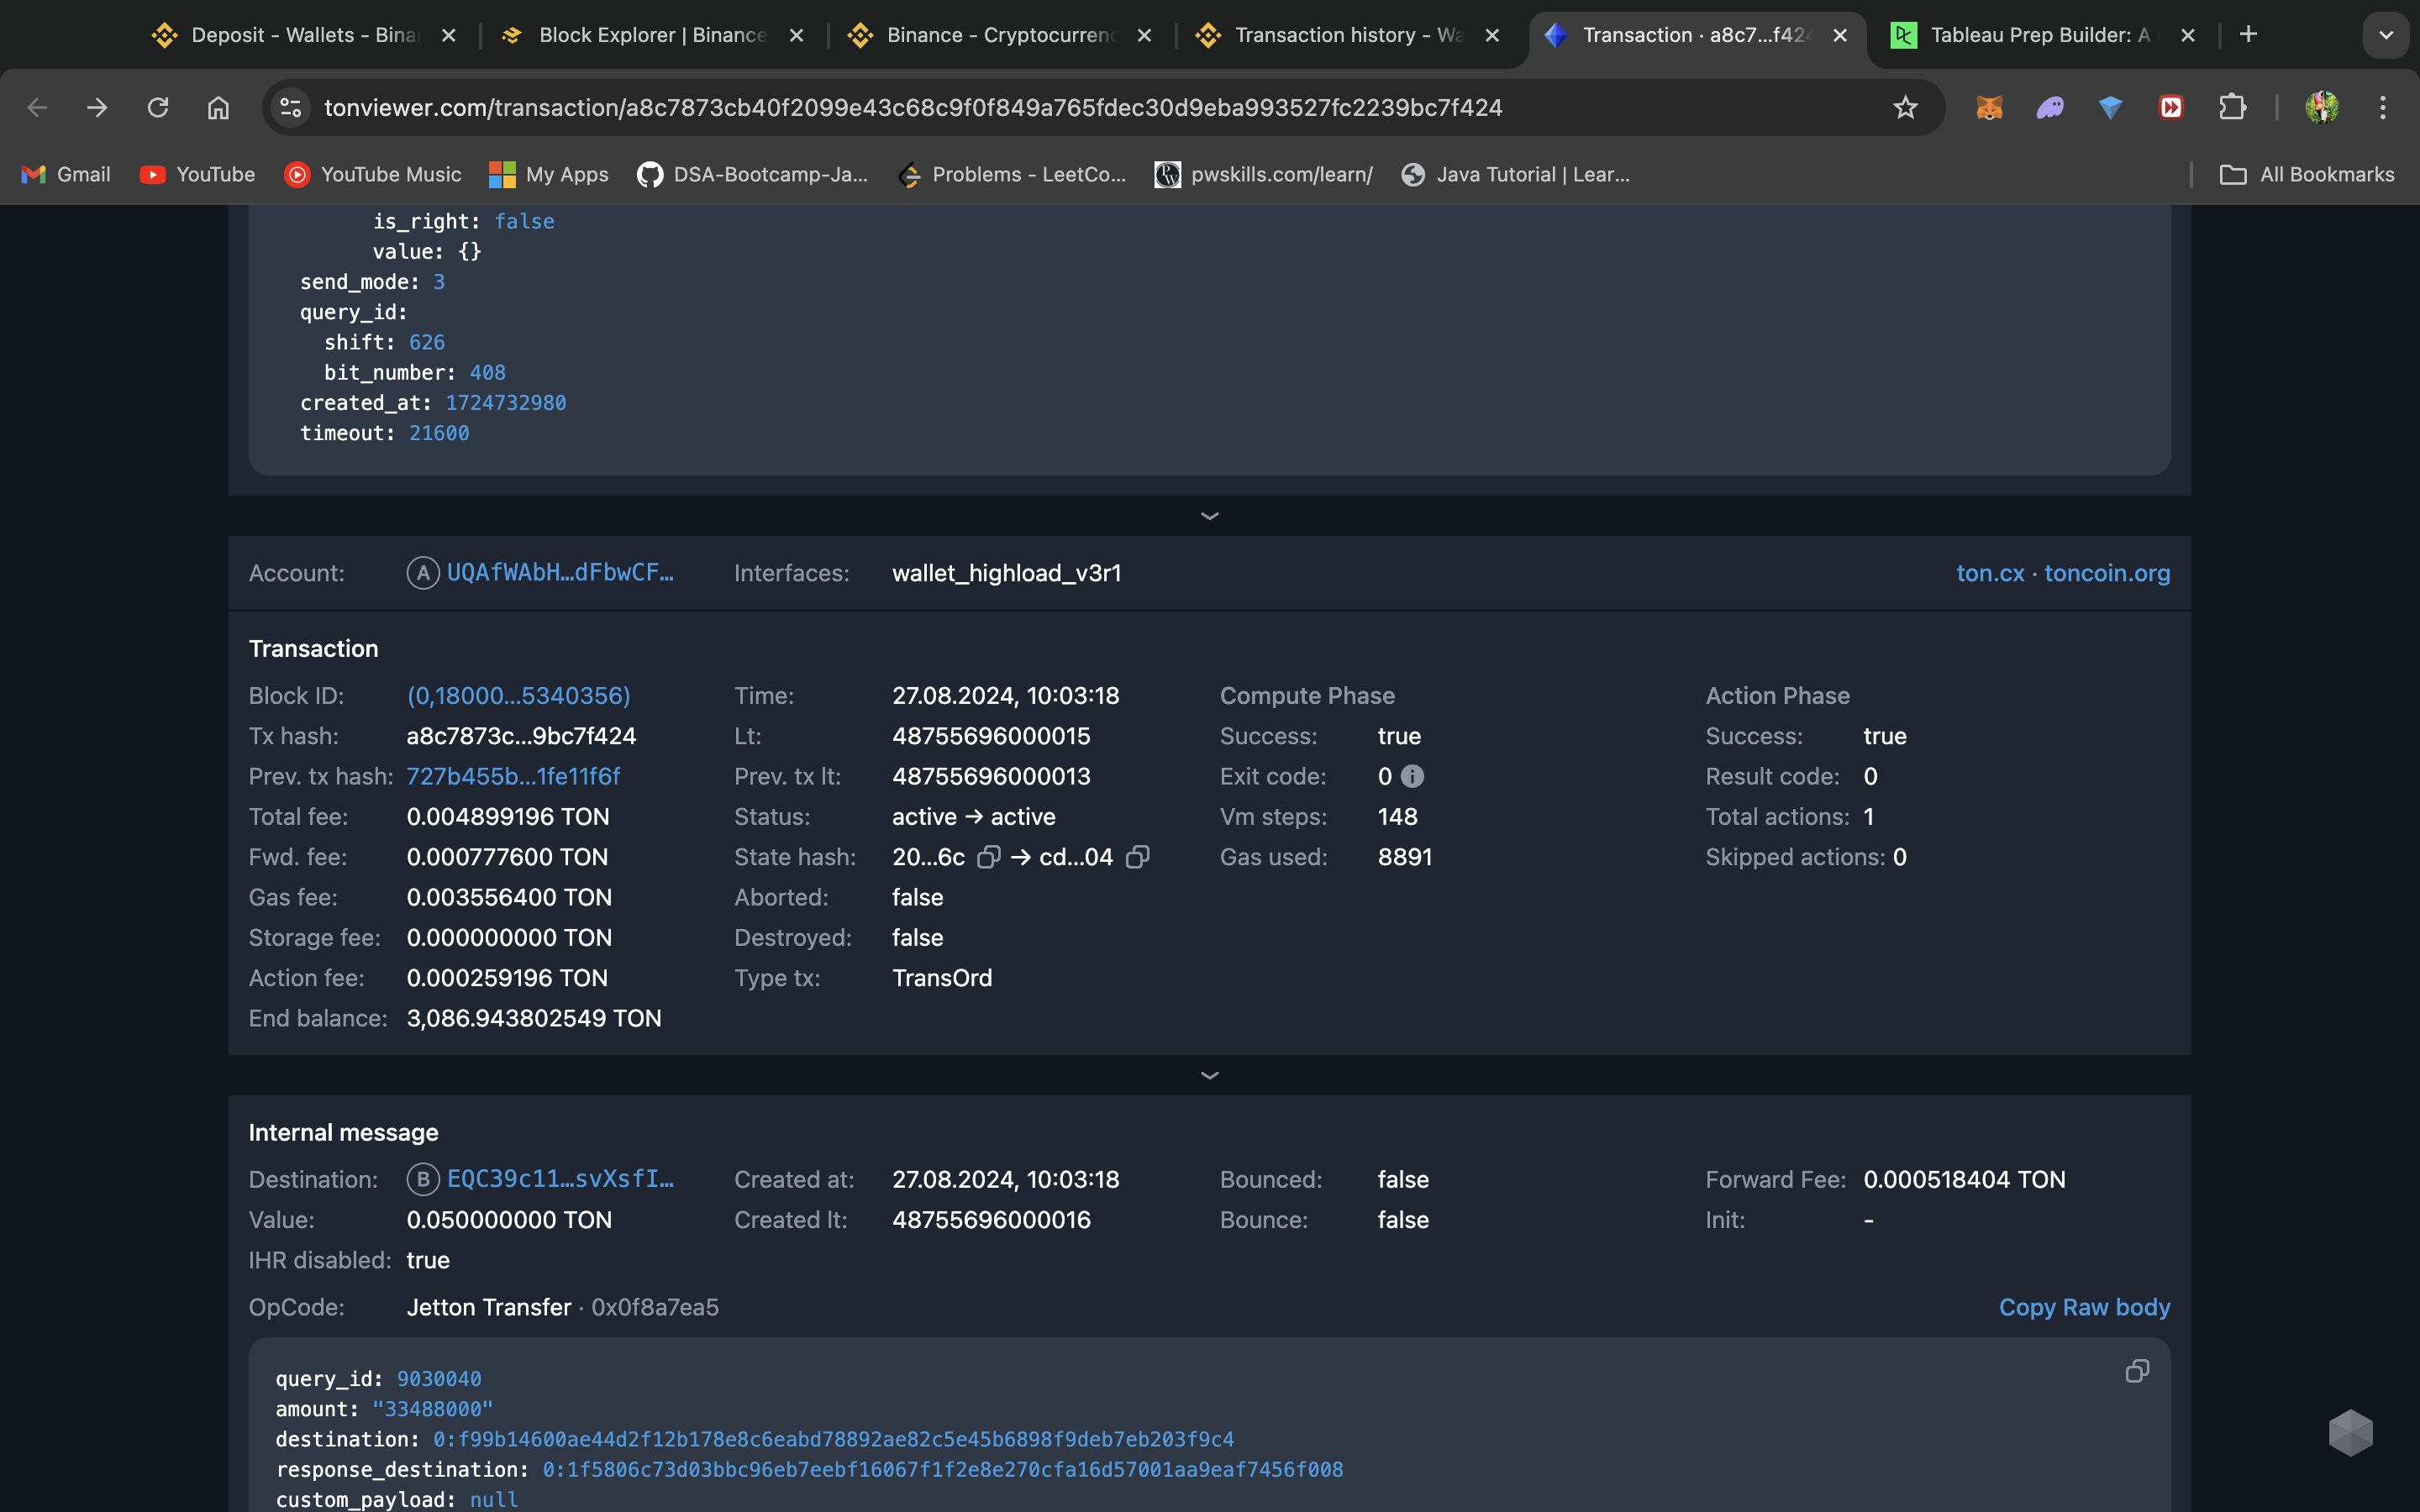 Deposit - Wallets - Bina
Block Explorer | Binance
Binance - Cryptocurren
Transaction history - Wa
Transaction · a8c7...f424
Tableau Prep Builder: A
tonviewer.com/transaction/a8c7873cb40f2099e43c68c9f0f849a765fdec30d9eba993527fc2239bc7f424
Gmail
YouTube
YouTube Music
My Apps
DSA-Bootcamp-Ja...
Problems - LeetCo...
pwskills.com/learn/
Java Tutorial | Lear...
All Bookmarks
is_right: false
value: {}
send_mode: 3
query_id:
shift: 626
bit_number: 408
created_at: 1724732980
timeout: 21600
Account: A UQAfWAbH…dFbwCF… Interfaces: wallet_highload_v3r1 ton.cx · toncoin.org
Transaction
Block ID: (0,18000...5340356) Time: 27.08.2024, 10:03:18 Compute Phase Action Phase
Tx hash: a8c7873c...9bc7f424 Lt: 48755696000015 Success: true Success: true
Prev. tx hash: 727b455b...1fe11f6f Prev. tx lt: 48755696000013 Exit code: 0 Result code: 0
Total fee: 0.004899196 TON Status: active → active Vm steps: 148 Total actions: 1
Fwd. fee: 0.000777600 TON State hash: 20...6c → cd...04 Gas used: 8891 Skipped actions: 0
Gas fee: 0.003556400 TON Aborted: false
Storage fee: 0.000000000 TON Destroyed: false
Action fee: 0.000259196 TON Type tx: TransOrd
End balance: 3,086.943802549 TON
Internal message
Destination: B EQC39c11…svXsfI… Created at: 27.08.2024, 10:03:18 Bounced: false Forward Fee: 0.000518404 TON
Value: 0.050000000 TON Created lt: 48755696000016 Bounce: false Init: -
IHR disabled: true
OpCode: Jetton Transfer · 0x0f8a7ea5 Copy Raw body
query_id: 9030040
amount: "33488000"
destination: 0:f99b14600ae44d2f12b178e8c6eabd78892ae82c5e45b6898f9deb7eb203f9c4
response_destination: 0:1f5806c73d03bbc96eb7eebf16067f1f2e8e270cfa16d57001aa9eaf7456f008
custom_payload: null